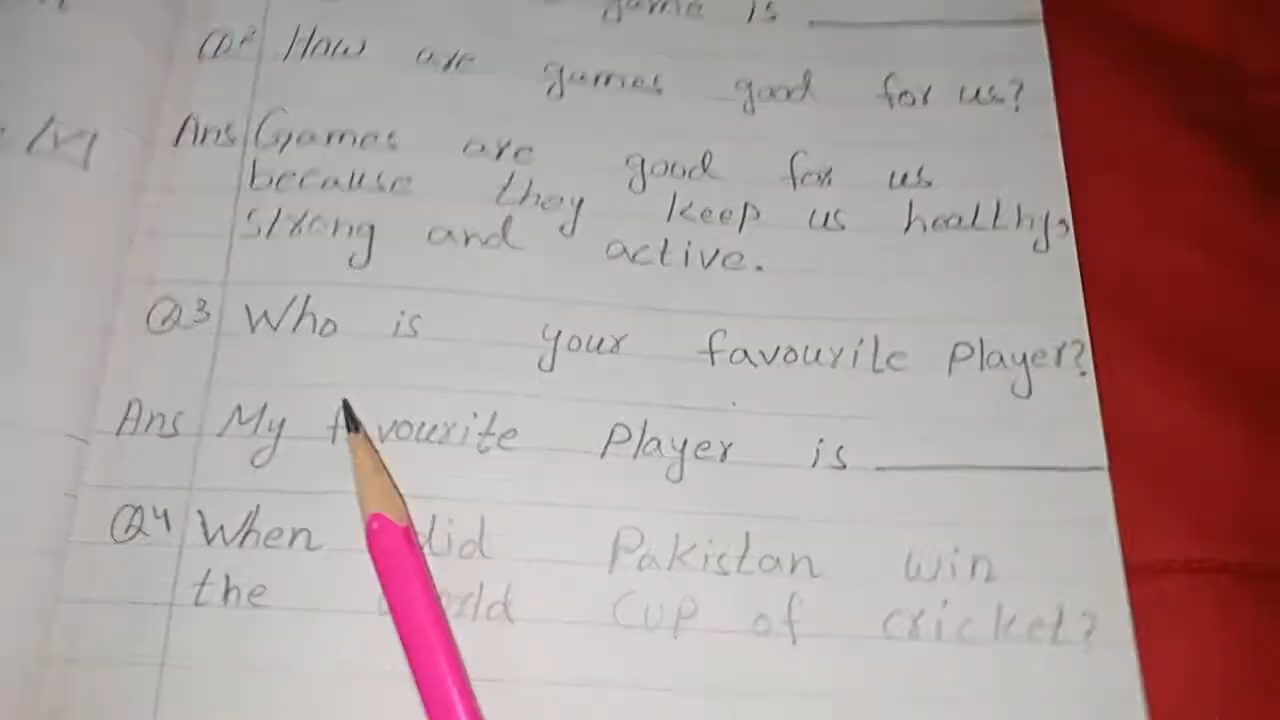 game is
Q2 How are games good for us?
Ans Games are good for us
because they keep us healthy,
strong and active.
Q3 Who is your favourite Player?
Ans My favourite Player is
Q4 When did Pakistan win
the world cup of cricket?